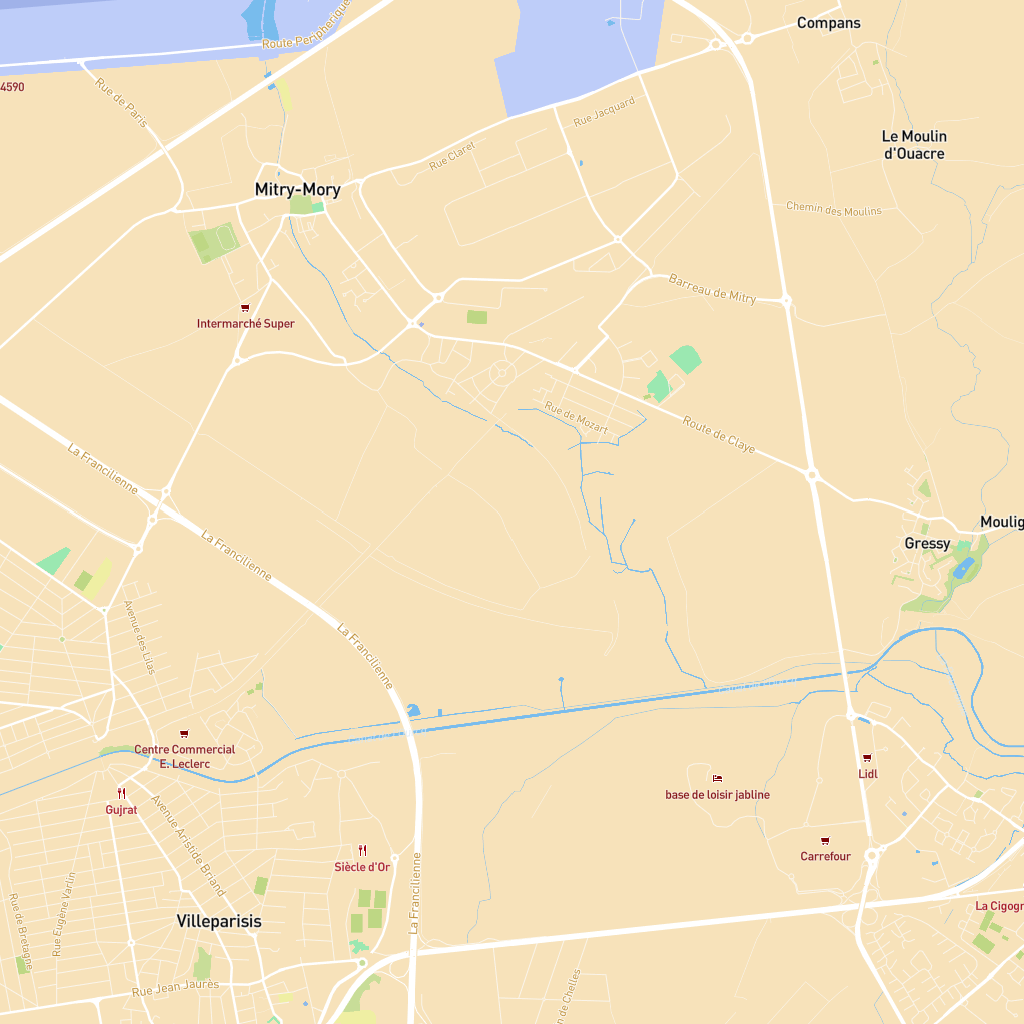 Compans
Route Peripherique
4590
Rue de Paris
Rue Jacquard
Le Moulin
d'Ouacre
Rue Claret
Mitry-Mory
Chemin des Moulins
Barreau de Mitry
Intermarché Super
Rue de Mozart
Route de Claye
La Francilienne
Moulig
La Francilienne
Gressy
Avenue des Lilas
La Francilienne
Centre Commercial
E. Leclerc
Lidl
base de loisir jabline
Gujrat
Avenue Aristide Briand
Carrefour
Siècle d'Or
La Francilienne
Rue Eugène Varlin
Rue de Bretagne
La Cigogn
Villeparisis
Rue Jean Jaurès
n de Chelles